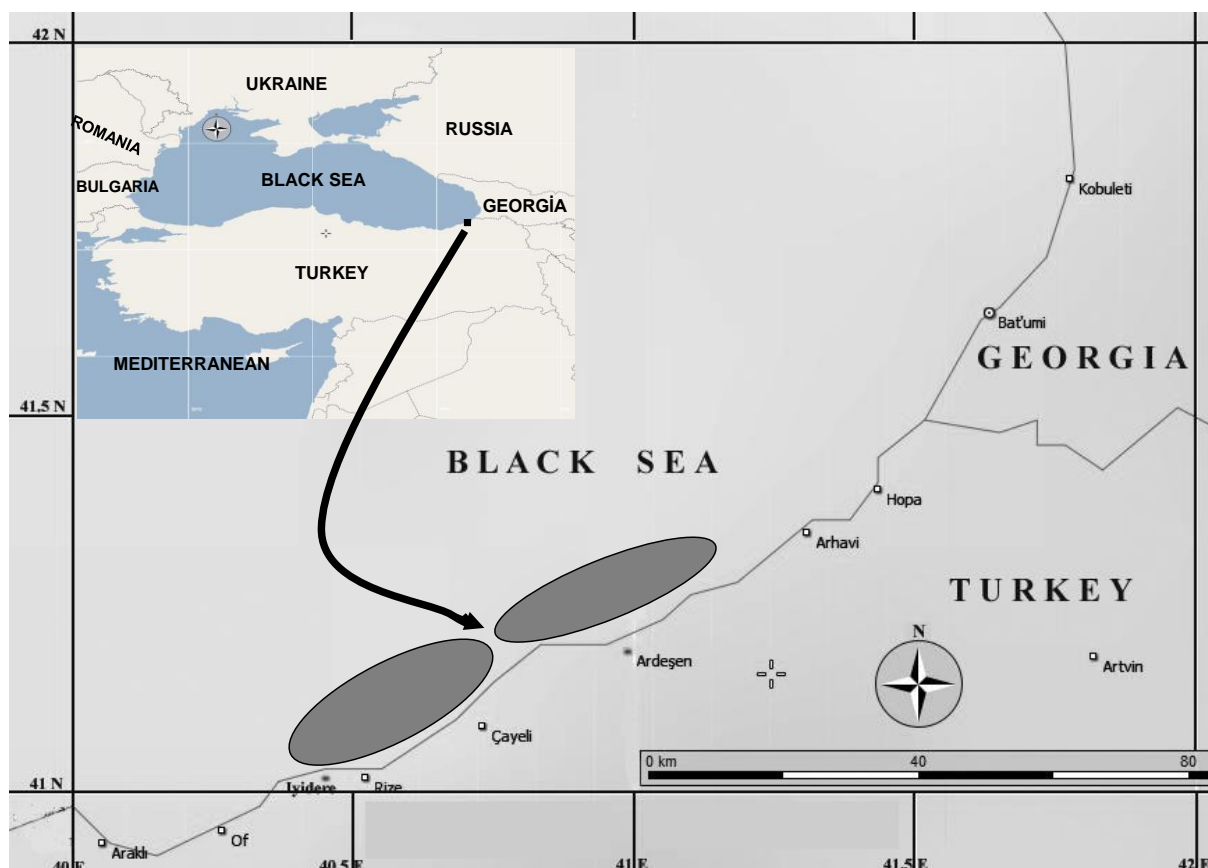 42 N
UKRAINE
ROMANIA
RUSSIA
BULGARIA
BLACK SEA
GEORGİA
TURKEY
MEDITERRANEAN
Kobuleti
Bat'umi
GEORGIA
41.5 N
BLACK SEA
Hopa
Arhavi
TURKEY
N
Ardeşen
Artvin
Çayeli
0 km 40 80
41 N
Iyidere
Rize
Of
Araklı
40 E
40.5 E
41 E
41.5 E
42 E